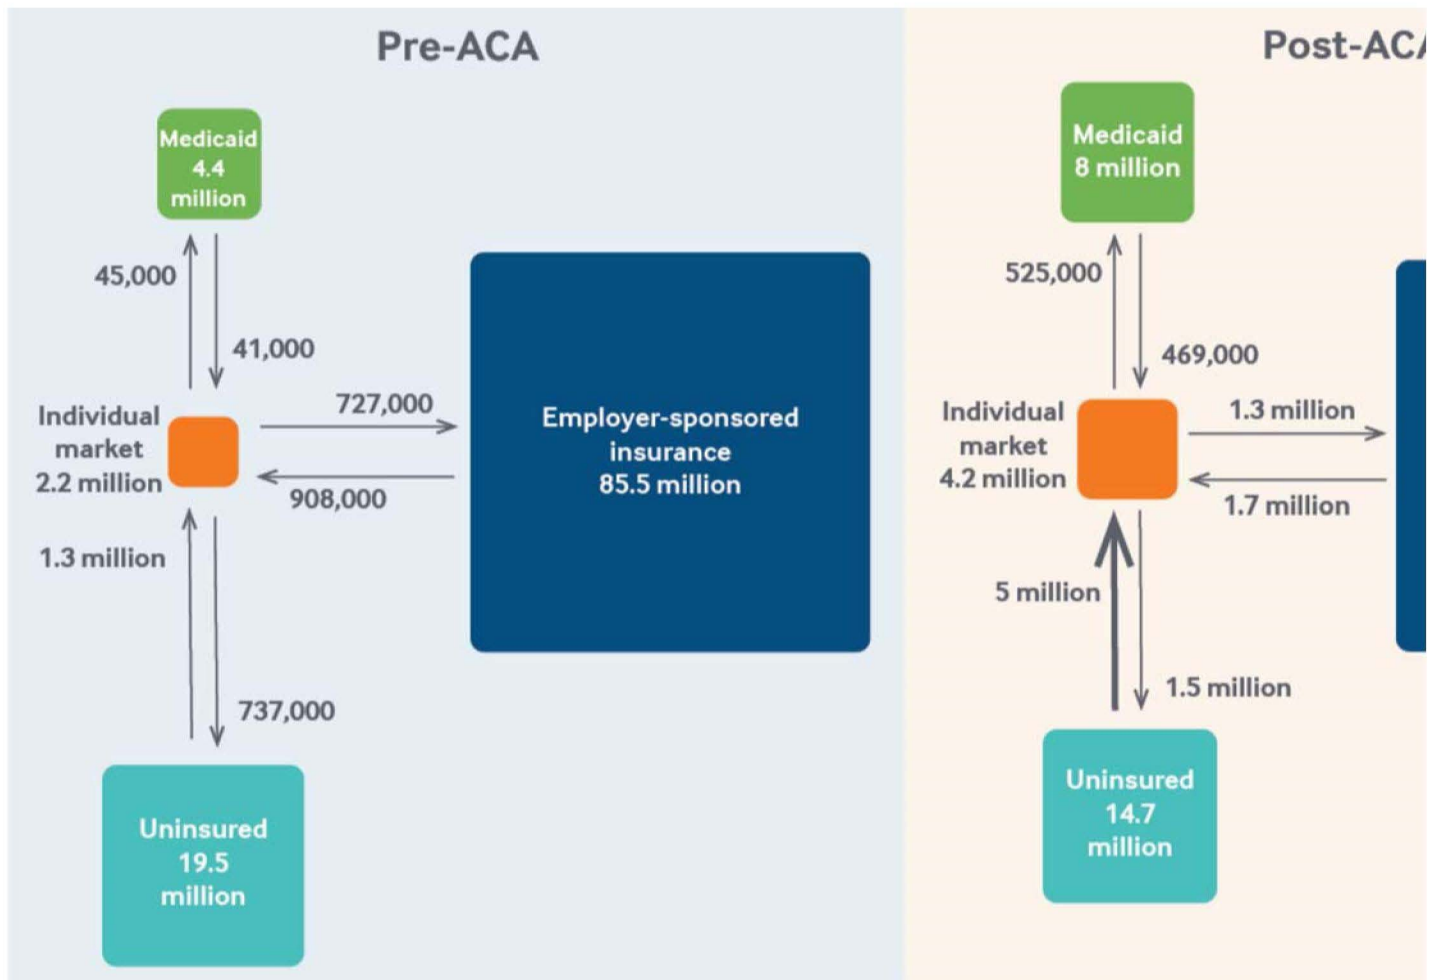 Pre-ACA
Medicaid
4.4
million
45,000
41,000
Individual
market
2.2 million
727,000
908,000
Employer-sponsored
insurance
85.5 million
1.3 million
737,000
Uninsured
19.5
million
Post-ACA
Medicaid
8 million
525,000
469,000
Individual
market
4.2 million
1.3 million
1.7 million
5 million
1.5 million
Uninsured
14.7
million